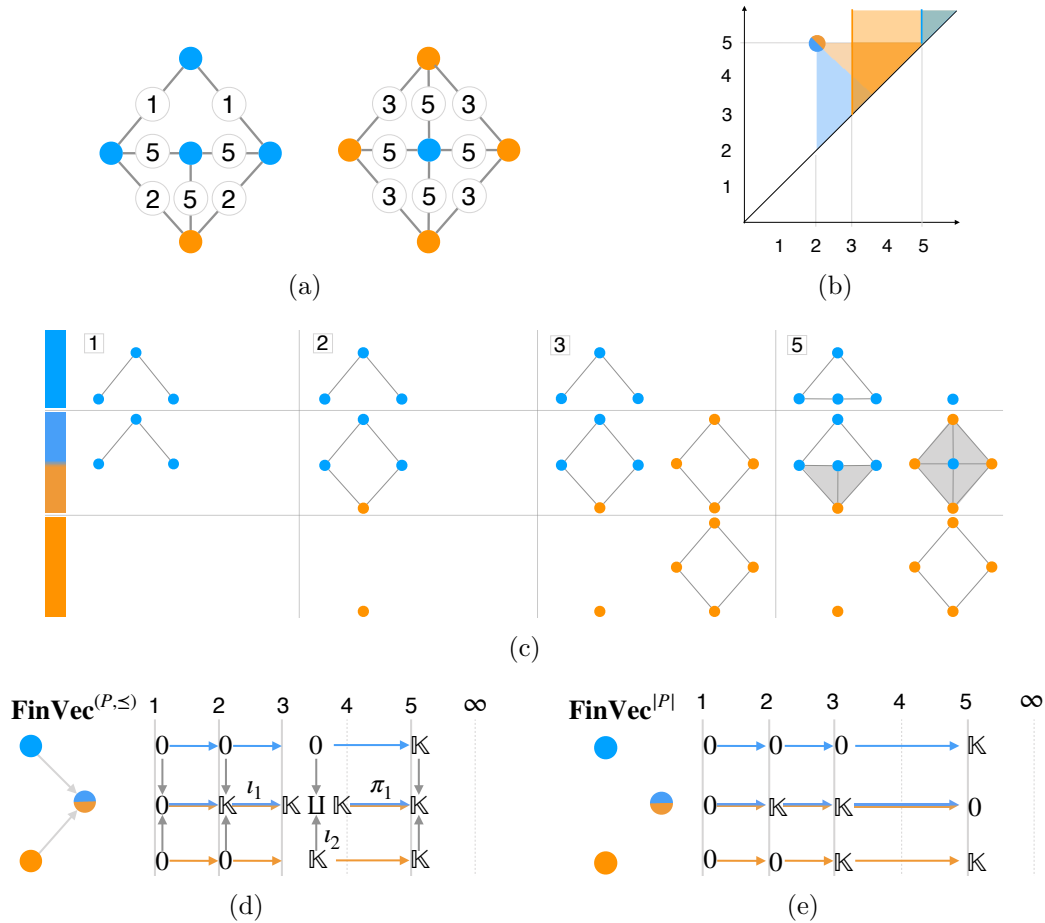 1 1 3 5 3
5 5 5 5
2 5 2 3 5 3
(a)
5
4
3
2
1
1 2 3 4 5
(b)
1 2 3 5
(c)
FinVec^(P,⪯) 1 2 3 4 5 ∞
0 0 0 𝕂
0 𝕂 ι₁ 𝕂 ∐ 𝕂 π₁ 𝕂
ι₂
0 0 𝕂 𝕂
(d)
FinVec^|P| 1 2 3 4 5 ∞
0 0 0 𝕂
0 𝕂 𝕂 0
0 0 𝕂 𝕂
(e)